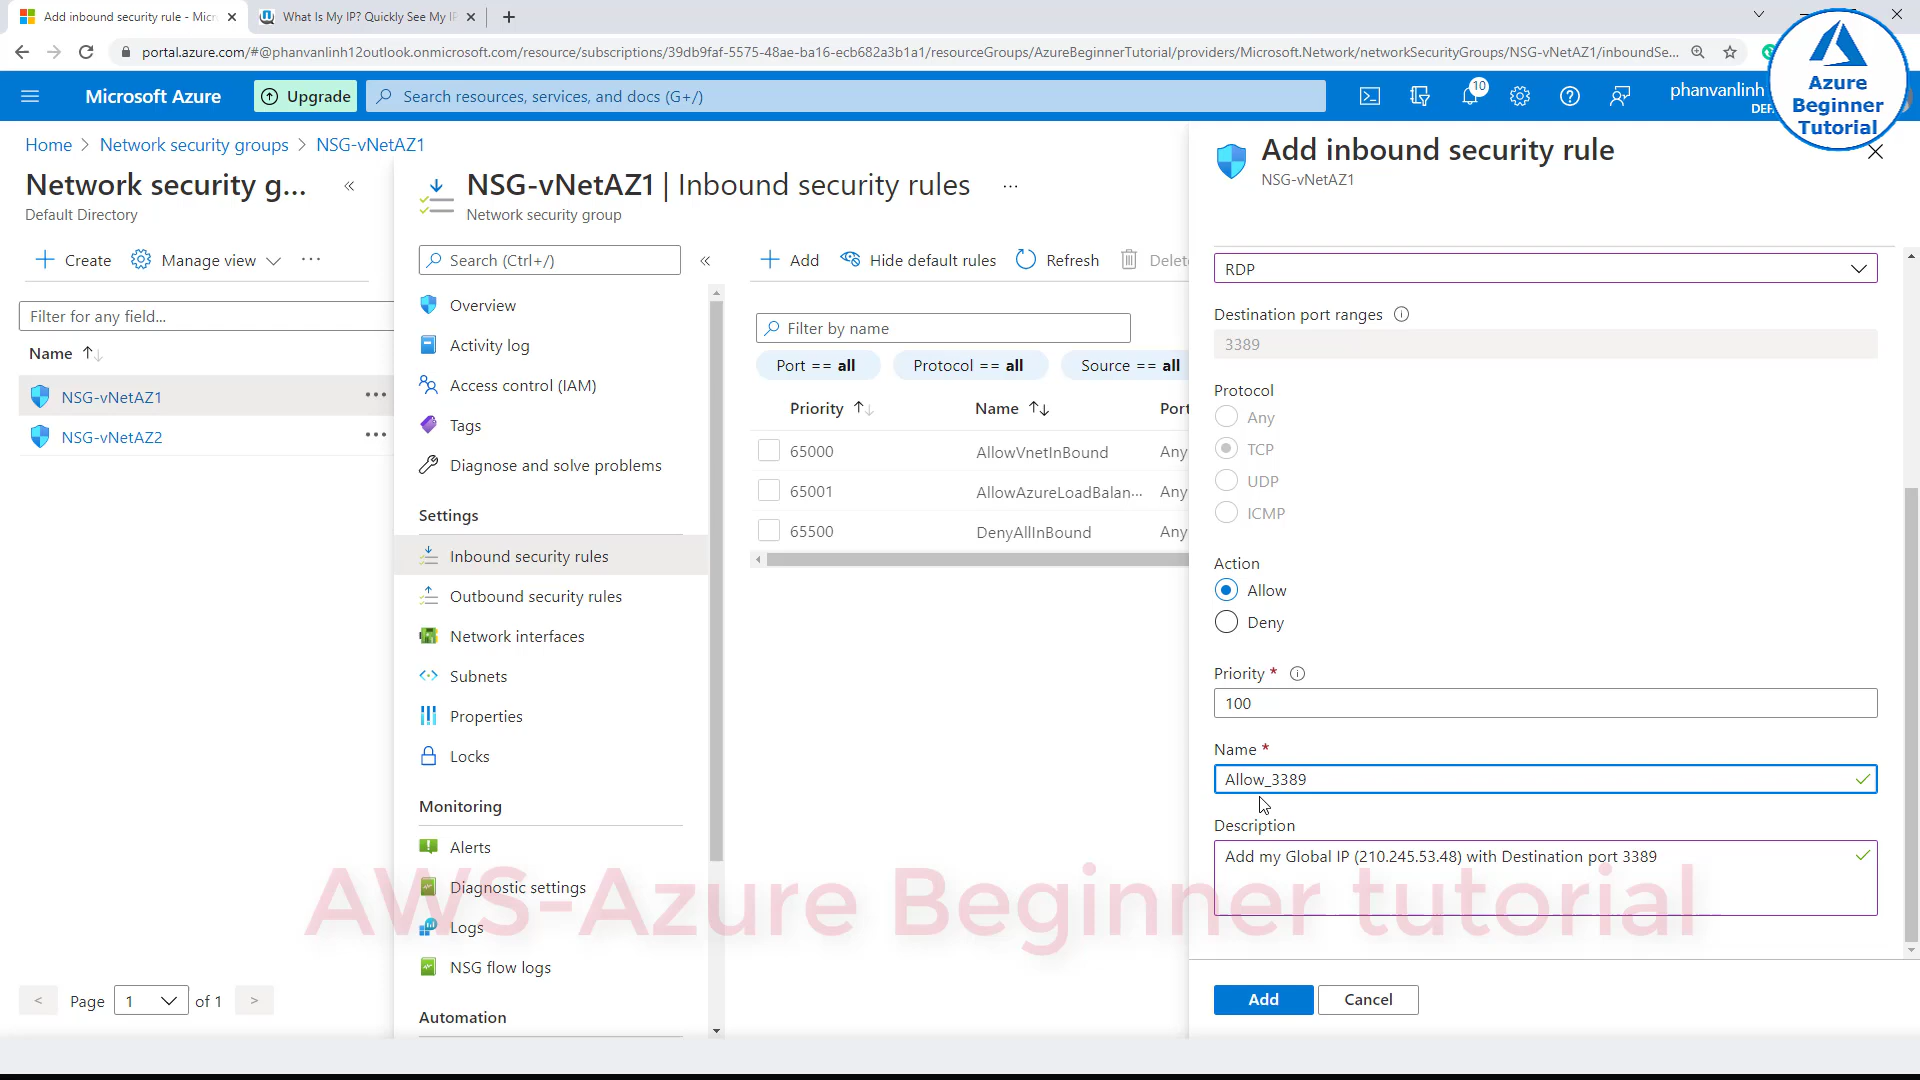 Add inbound security rule - Micr
What Is My IP? Quickly See My IP
portal.azure.com/#@phanvanlinh12outlook.onmicrosoft.com/resource/subscriptions/39db9faf-5575-48ae-ba16-ecb682a3b1a1/resourceGroups/AzureBeginnerTutorial/providers/Microsoft.Network/networkSecurityGroups/NSG-vNetAZ1/inboundSe...
Microsoft Azure
Upgrade
Search resources, services, and docs (G+/)
10
phanvanlinh
DEF
Azure
Beginner
Tutorial
Home > Network security groups > NSG-vNetAZ1
Network security g...
Default Directory
Create
Manage view
Filter for any field...
Name
NSG-vNetAZ1
NSG-vNetAZ2
< Page 1 of 1 >
NSG-vNetAZ1 | Inbound security rules ...
Network security group
Search (Ctrl+/)
Overview
Activity log
Access control (IAM)
Tags
Diagnose and solve problems
Settings
Inbound security rules
Outbound security rules
Network interfaces
Subnets
Properties
Locks
Monitoring
Alerts
Diagnostic settings
Logs
NSG flow logs
Automation
Add
Hide default rules
Refresh
Delete
Filter by name
Port == all
Protocol == all
Source == all
Priority Name Port
65000 AllowVnetInBound Any
65001 AllowAzureLoadBalan... Any
65500 DenyAllInBound Any
Add inbound security rule
NSG-vNetAZ1
RDP
Destination port ranges
3389
Protocol
Any
TCP
UDP
ICMP
Action
Allow
Deny
Priority *
100
Name *
Allow_3389
Description
Add my Global IP (210.245.53.48) with Destination port 3389
Add
Cancel
AWS-Azure Beginner tutorial